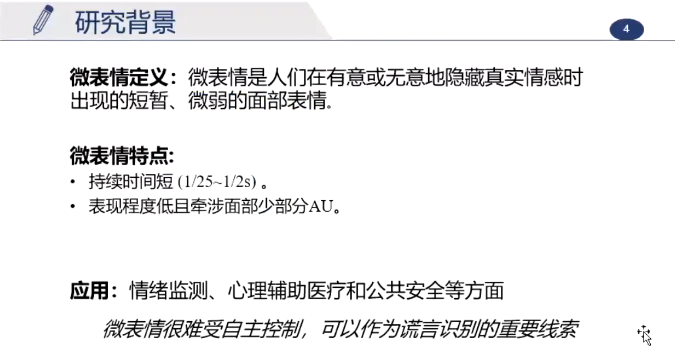 研究背景
4
微表情定义：微表情是人们在有意或无意地隐藏真实情感时
出现的短暂、微弱的面部表情。
微表情特点:
• 持续时间短 (1/25~1/2s) 。
• 表现程度低且牵涉面部少部分AU。
应用：情绪监测、心理辅助医疗和公共安全等方面
微表情很难受自主控制，可以作为谎言识别的重要线索